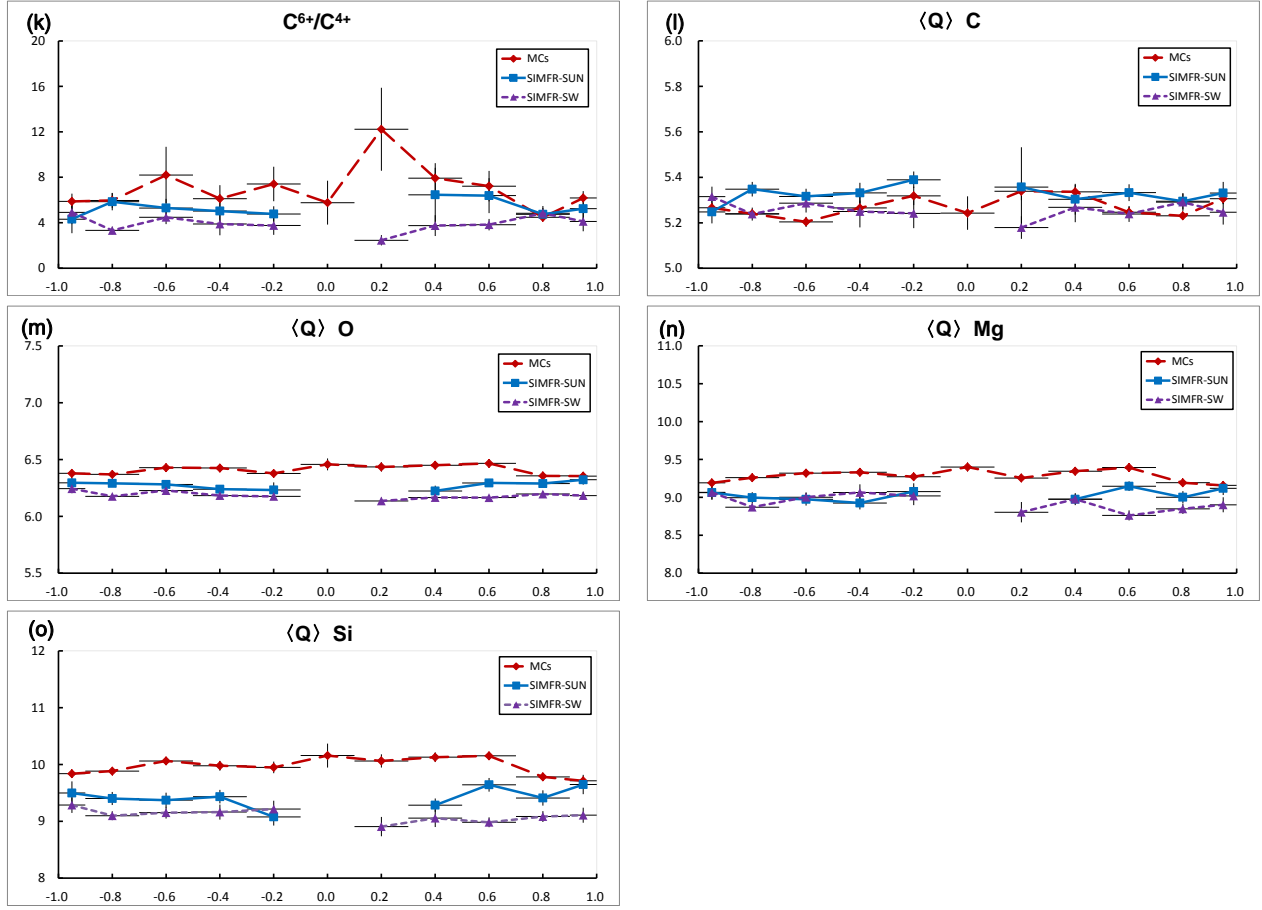 (k) C⁶⁺/C⁴⁺
20
16
12
8
4
0
MCs
SIMFR-SUN
SIMFR-SW
-1.0 -0.8 -0.6 -0.4 -0.2 0.0 0.2 0.4 0.6 0.8 1.0
(l) 〈Q〉 C
6.0
5.8
5.6
5.4
5.2
5.0
MCs
SIMFR-SUN
SIMFR-SW
-1.0 -0.8 -0.6 -0.4 -0.2 0.0 0.2 0.4 0.6 0.8 1.0
(m) 〈Q〉 O
7.5
7.0
6.5
6.0
5.5
MCs
SIMFR-SUN
SIMFR-SW
-1.0 -0.8 -0.6 -0.4 -0.2 0.0 0.2 0.4 0.6 0.8 1.0
(n) 〈Q〉 Mg
11.0
10.5
10.0
9.5
9.0
8.5
8.0
MCs
SIMFR-SUN
SIMFR-SW
-1.0 -0.8 -0.6 -0.4 -0.2 0.0 0.2 0.4 0.6 0.8 1.0
(o) 〈Q〉 Si
12
11
10
9
8
MCs
SIMFR-SUN
SIMFR-SW
-1.0 -0.8 -0.6 -0.4 -0.2 0.0 0.2 0.4 0.6 0.8 1.0